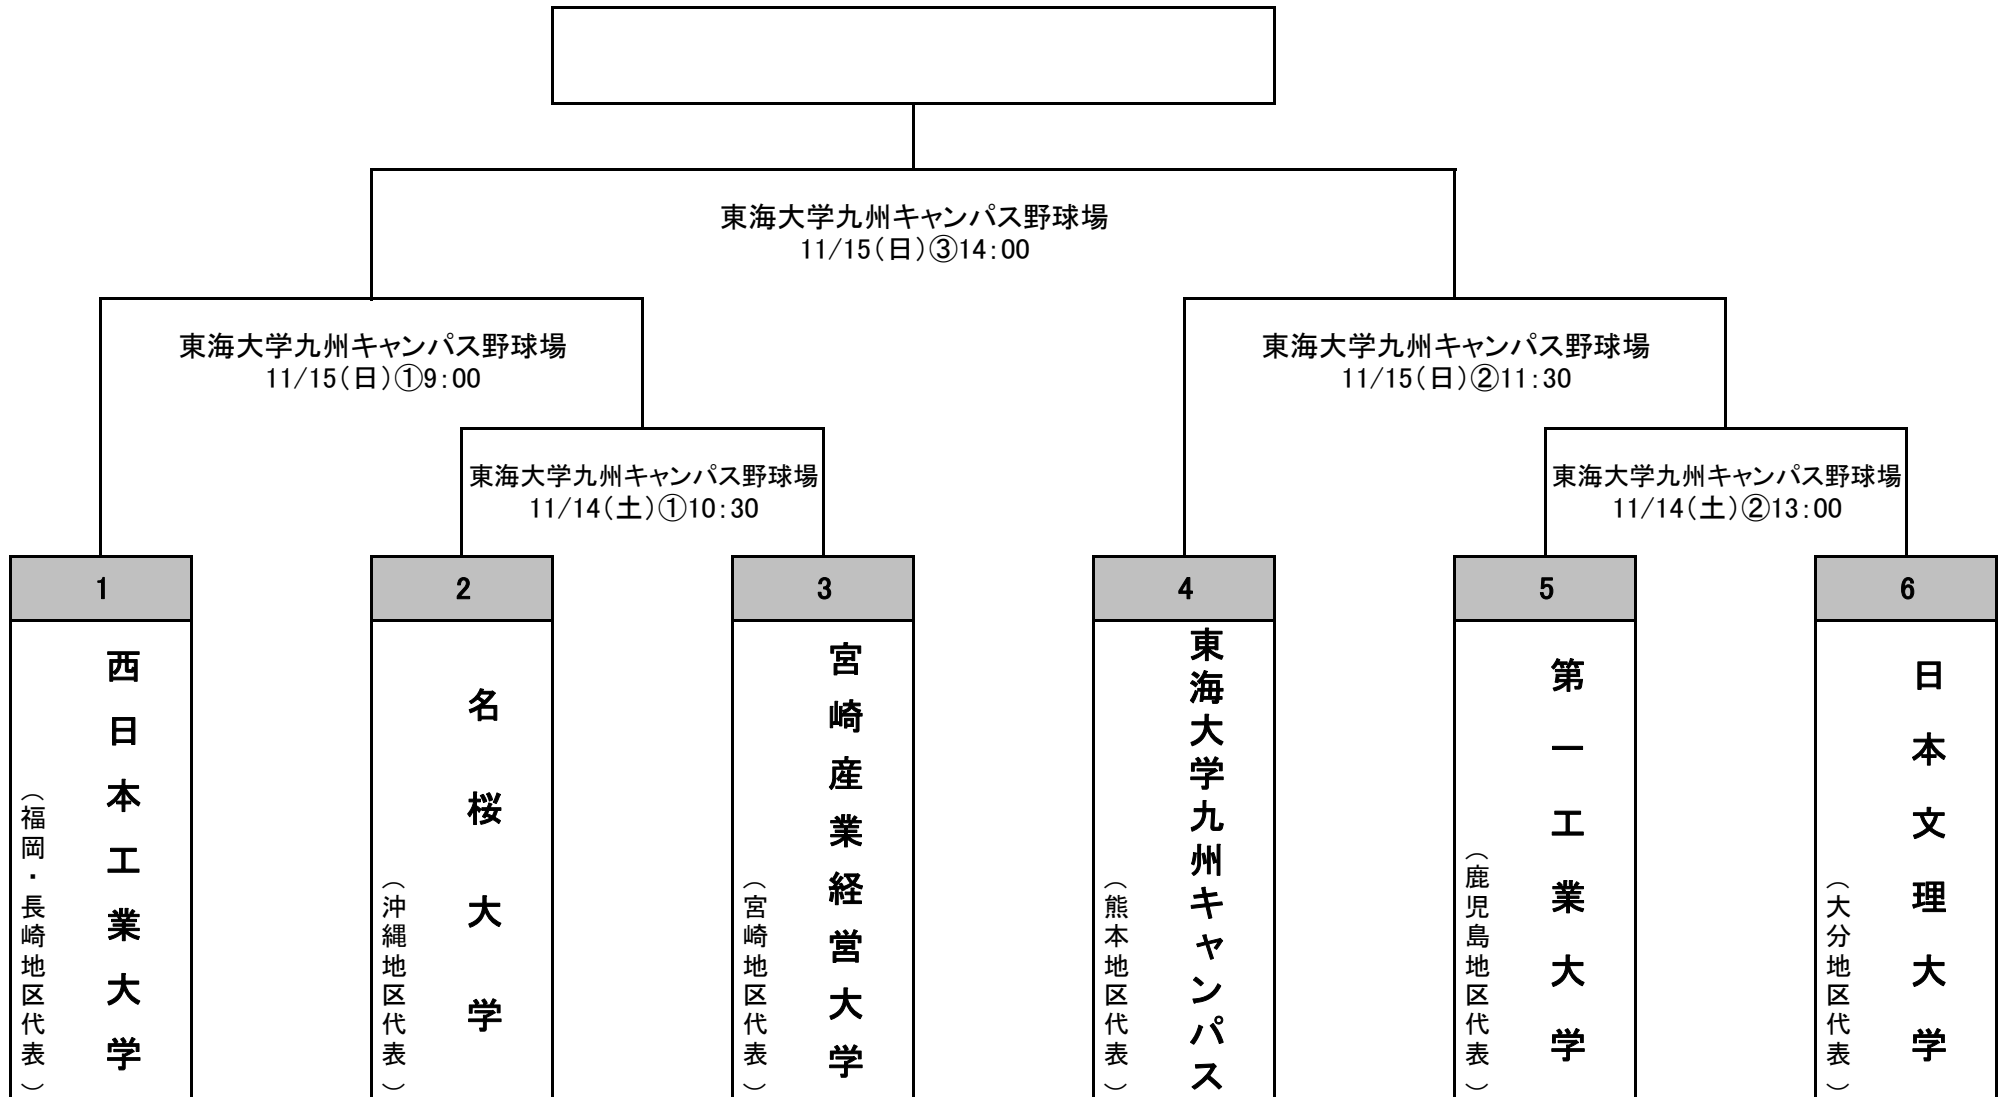 東海大学九州キャンパス野球場
11/15(日)③14:00
東海大学九州キャンパス野球場
11/15(日)①9:00
東海大学九州キャンパス野球場
11/15(日)②11:30
東海大学九州キャンパス野球場
11/14(土)①10:30
東海大学九州キャンパス野球場
11/14(土)②13:00
1
2
3
4
5
6
西日本工業大学
(福岡・長崎地区代表)
名桜大学
(沖縄地区代表)
宮崎産業経営大学
(宮崎地区代表)
東海大学九州キャンパス
(熊本地区代表)
第一工業大学
(鹿児島地区代表)
日本文理大学
(大分地区代表)